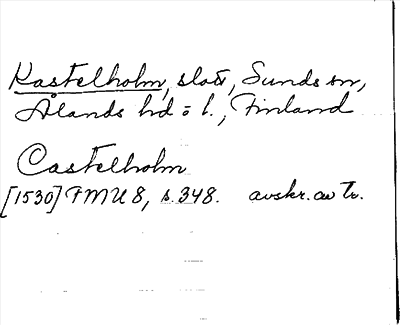 Kastelholm, slott, Sunds sn,
Ålands hd o l., Finland
Castelholm
[1530] FMU 8, s. 348. avskr. av Tr.